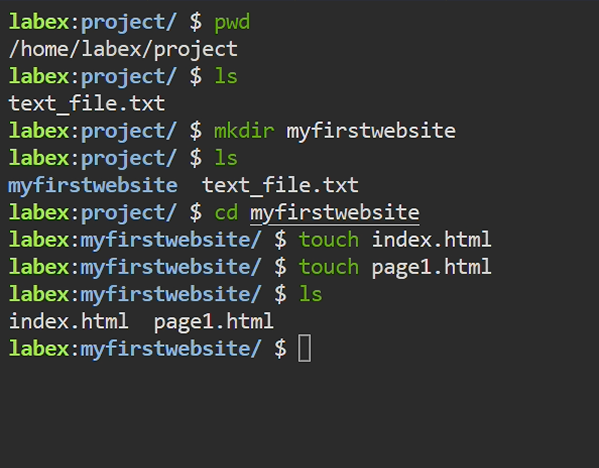 labex:project/ $ pwd
/home/labex/project
labex:project/ $ ls
text_file.txt
labex:project/ $ mkdir myfirstwebsite
labex:project/ $ ls
myfirstwebsite  text_file.txt
labex:project/ $ cd myfirstwebsite
labex:myfirstwebsite/ $ touch index.html
labex:myfirstwebsite/ $ touch page1.html
labex:myfirstwebsite/ $ ls
index.html  page1.html
labex:myfirstwebsite/ $